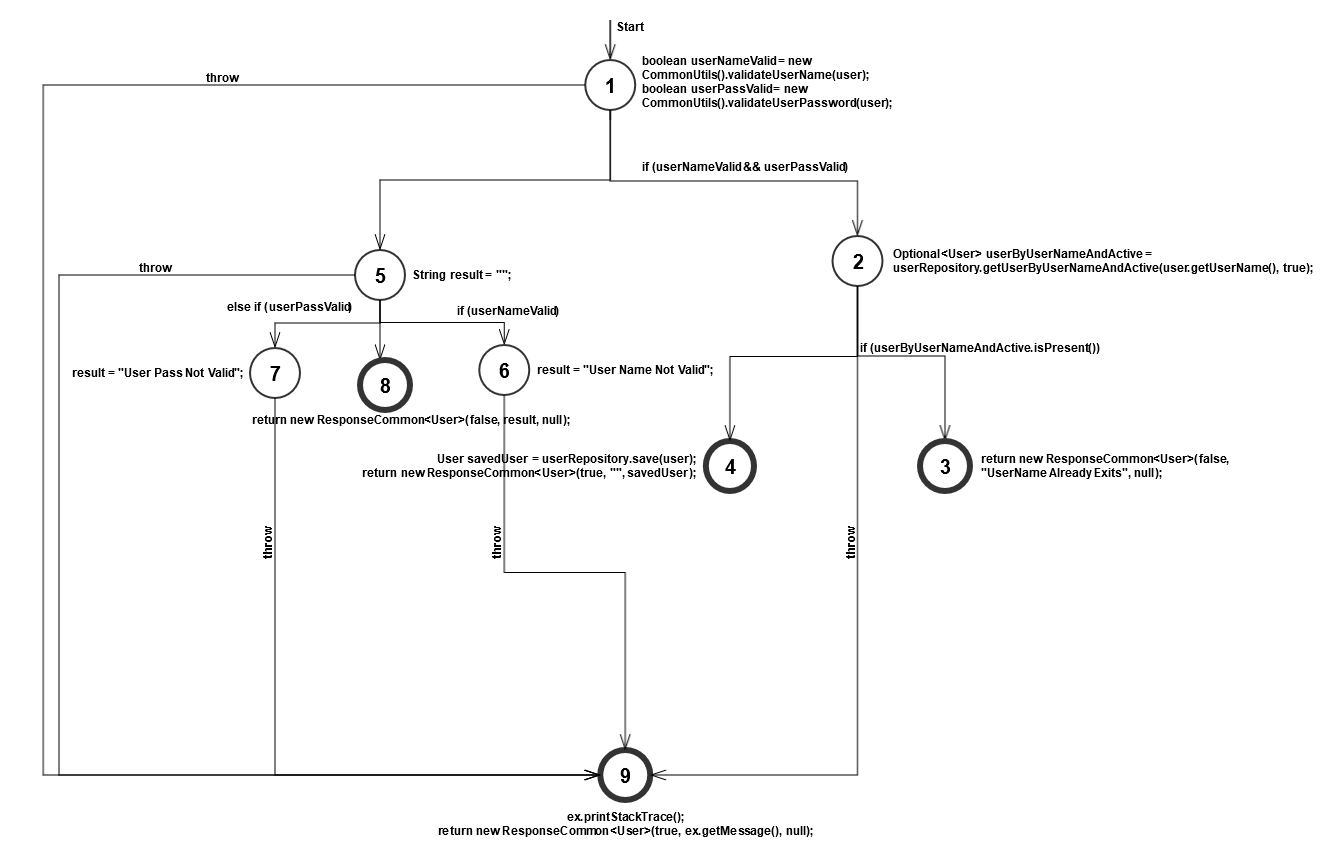 Start
1
boolean userNameValid= new
CommonUtils().validateUserName(user);
boolean userPassValid= new
CommonUtils().validateUserPassword(user);
throw
if (userNameValid&& userPassValid)
5
String result = "";
2
Optional<User> userByUserNameAndActive =
userRepository.getUserByUserNameAndActive(user.getUserName(), true);
throw
else if (userPassValid)
if (userNameValid)
if (userByUserNameAndActive.isPresent())
result = "User Pass Not Valid";
7
8
6
result = "User Name Not Valid";
return new ResponseCommon<User>(false, result, null);
User savedUser = userRepository.save(user);
return new ResponseCommon<User>(true, "", savedUser);
4
3
return new ResponseCommon<User>(false,
"UserName Already Exits", null);
throw
throw
throw
9
ex.printStackTrace();
return new ResponseCommon<User>(true, ex.getMessage(), null);